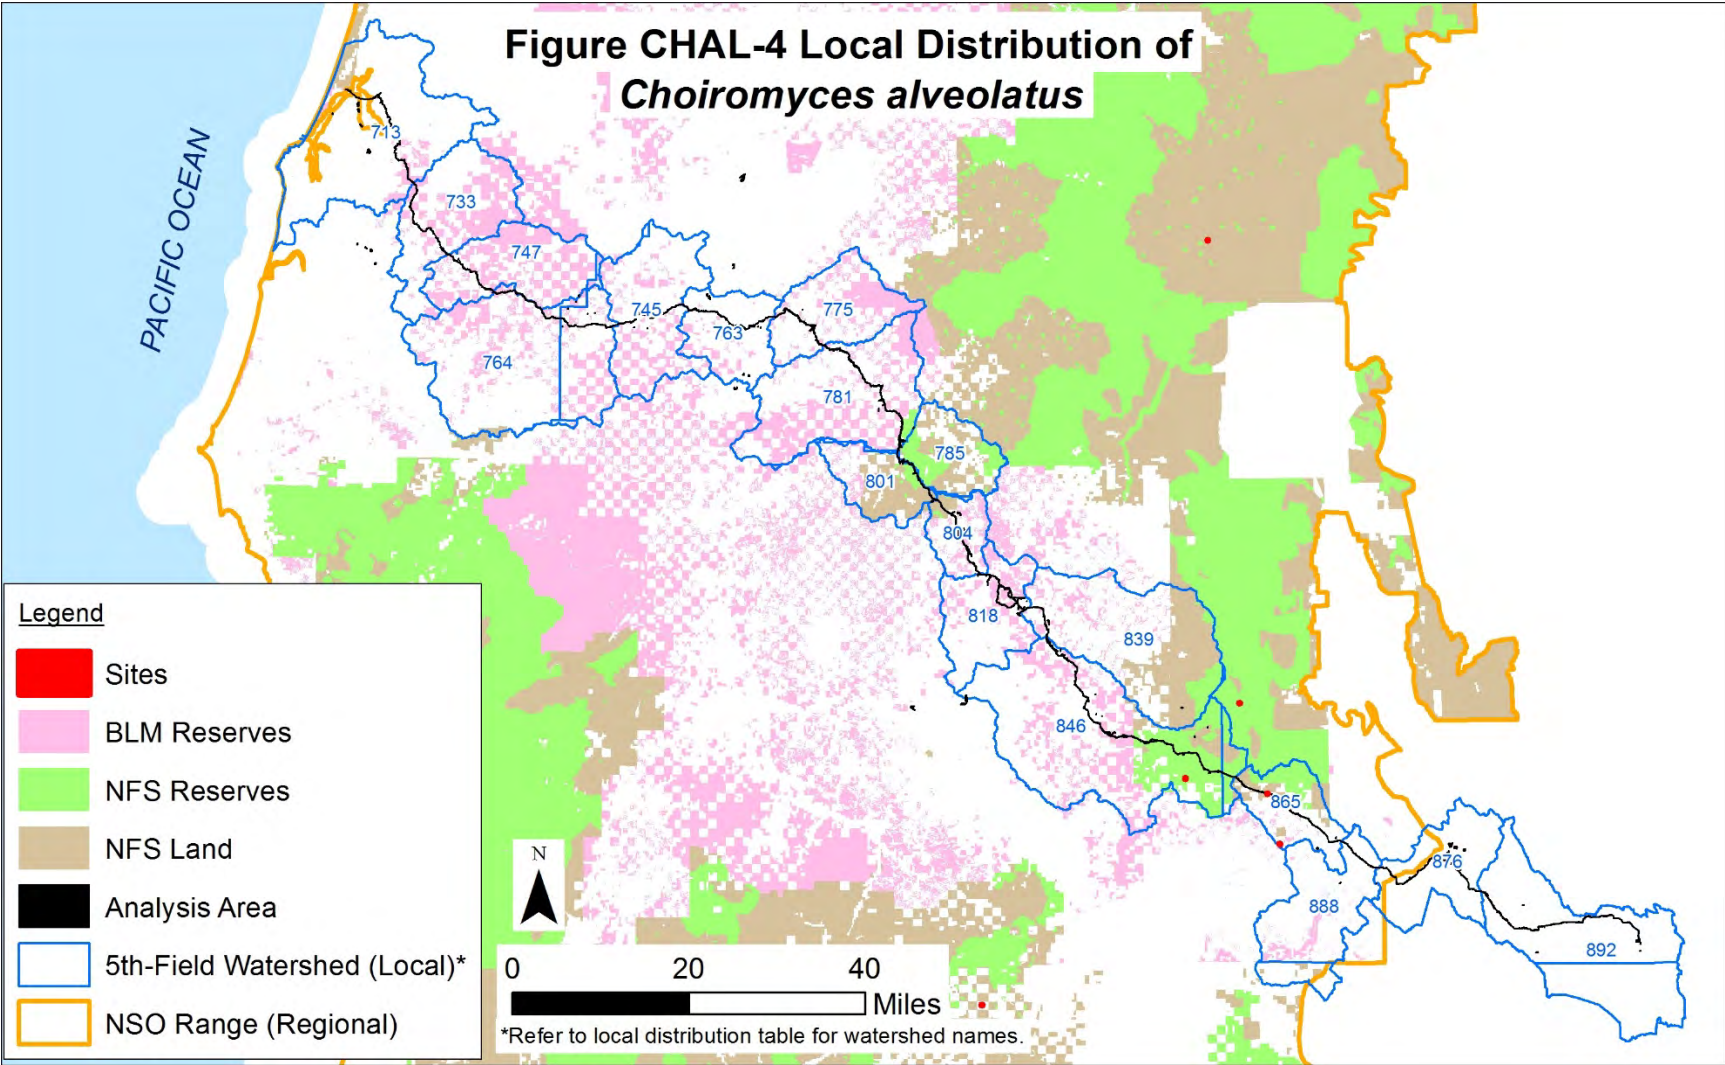 Figure CHAL-4 Local Distribution of
Choiromyces alveolatus
PACIFIC OCEAN
713
733
747
745
775
763
764
781
785
801
804
818
839
846
865
876
888
892
Legend
Sites
BLM Reserves
NFS Reserves
NFS Land
Analysis Area
5th-Field Watershed (Local)*
NSO Range (Regional)
N
0 20 40
Miles
*Refer to local distribution table for watershed names.